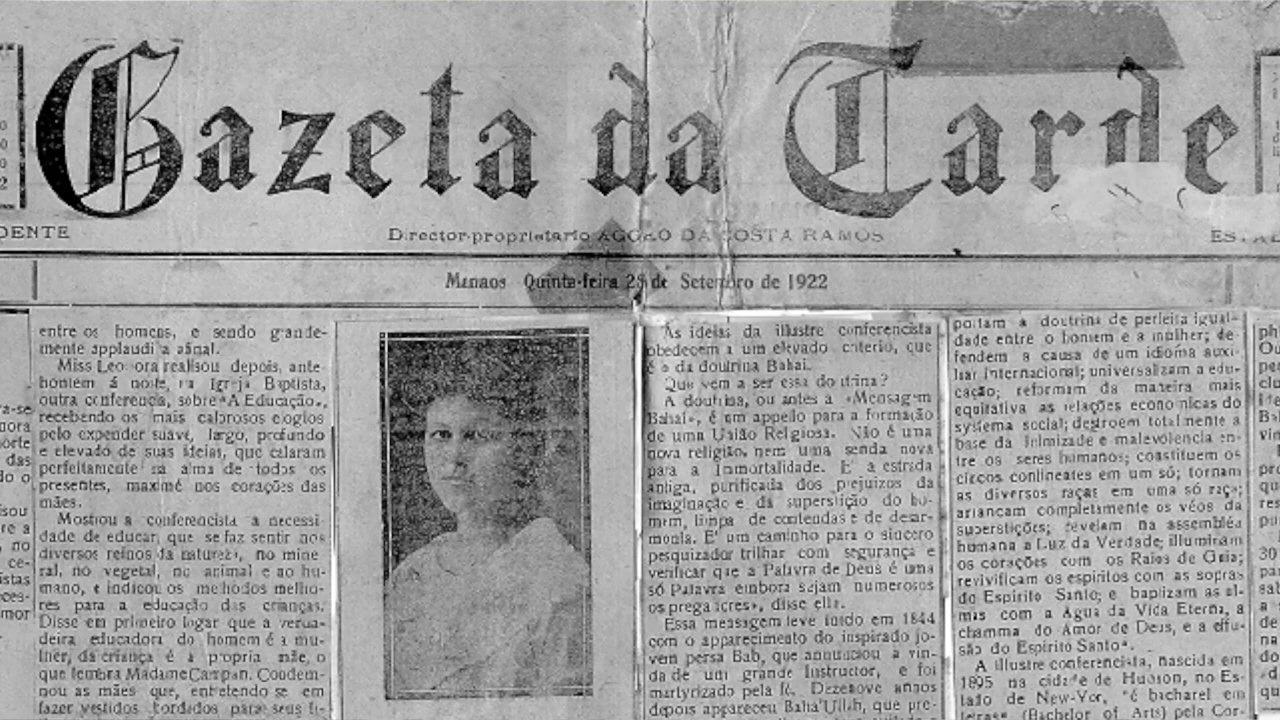 Gazeta da Tarde
DENTE
Director-proprietario AGGEO DA COSTA RAMOS
Manaos Quinta-feira de Setembro de 1922
entre os homens, e sendo grande-
mente applaudi a afinal.
Miss Leonora realisou depois, ante-
hontem á noite, na Igreja Baptista,
outra conferencia, sobre «A Educação»,
recebendo os mais calorosos elogios
pelo expender suave, largo, profundo
e elevado de suas ideias, que calaram
perfeitamente na alma de todos os
presentes, maximé nos corações das
mães.
Mostrou a conferencista a necessi-
dade de educar, que se faz sentir nos
diversos reinos da natureza, no mine-
ral, no vegetal, no animal e ao hu-
mano, e indicou os methodos melho-
res para a educação das crianças.
Disse em primeiro logar que a verda-
deira educadora do homem é a mu-
lher, da criança é a propria mãe, o
que lembra Madame Campan. Condem-
nou as mães que, entretendo se em
fazer vestidos bordados para seus fi-
As ideias da illustre conferencista
obedecem a um elevado criterio, que
é o da doutrina Bahai.
Que vem a ser essa doutrina?
A doutrina, ou antes a «Mensagem
Bahai», é um appello para a formação
de uma União Religiosa. Não é uma
nova religião, nem uma senda nova
para a Immortalidade. E' a estrada
antiga, purificada dos prejuizos da
imaginação e da superstição do ho-
mem, limpa de contendas e de desar-
monia. E' um caminho para o sincero
pesquizador trilhar com segurança e
verificar que a Palavra de Deus é uma
só Palavra embora sejam numerosos
os pregadores», disse ella.
Essa mensagem teve inicio em 1844
com o apparecimento do inspirado jo-
ven persa Bab, que annunciou a vin-
da de um grande Instructor, e foi
martyrizado pela fé. Dezenove annos
depois appareceu Baha'Ullah, que pre-
portam a doutrina de perfeita igual-
dade entre o homem e a mulher; de-
fendem a causa de um idioma auxi-
liar internacional; universalizam a edu-
cação; reformam da maneira mais
equitativa as relações economicas do
systema social; destroem totalmente a
base da inimizade e malevolencia en-
tre os seres humanos; constituem os
cincos continentes em um só; tornam
as diversas raças em uma só raça;
arrancam completamente os véos da
superstições; revelam na assembléa
humana a Luz da Verdade; illuminam
os corações com os Raios de Guia;
revivificam os espiritos com as sopras
do Espirito Santo; e baptizam as al-
mas com a Agua da Vida Eterna, a
chamma do Amor de Deus, e a effu-
são do Espirito Santo".
A illustre conferencista, nascida em
1895 na cidade de Hudson, no Es-
tado de New-Yor, "é bacharel em
letras" (Bachelor of Arts) pela Cor-